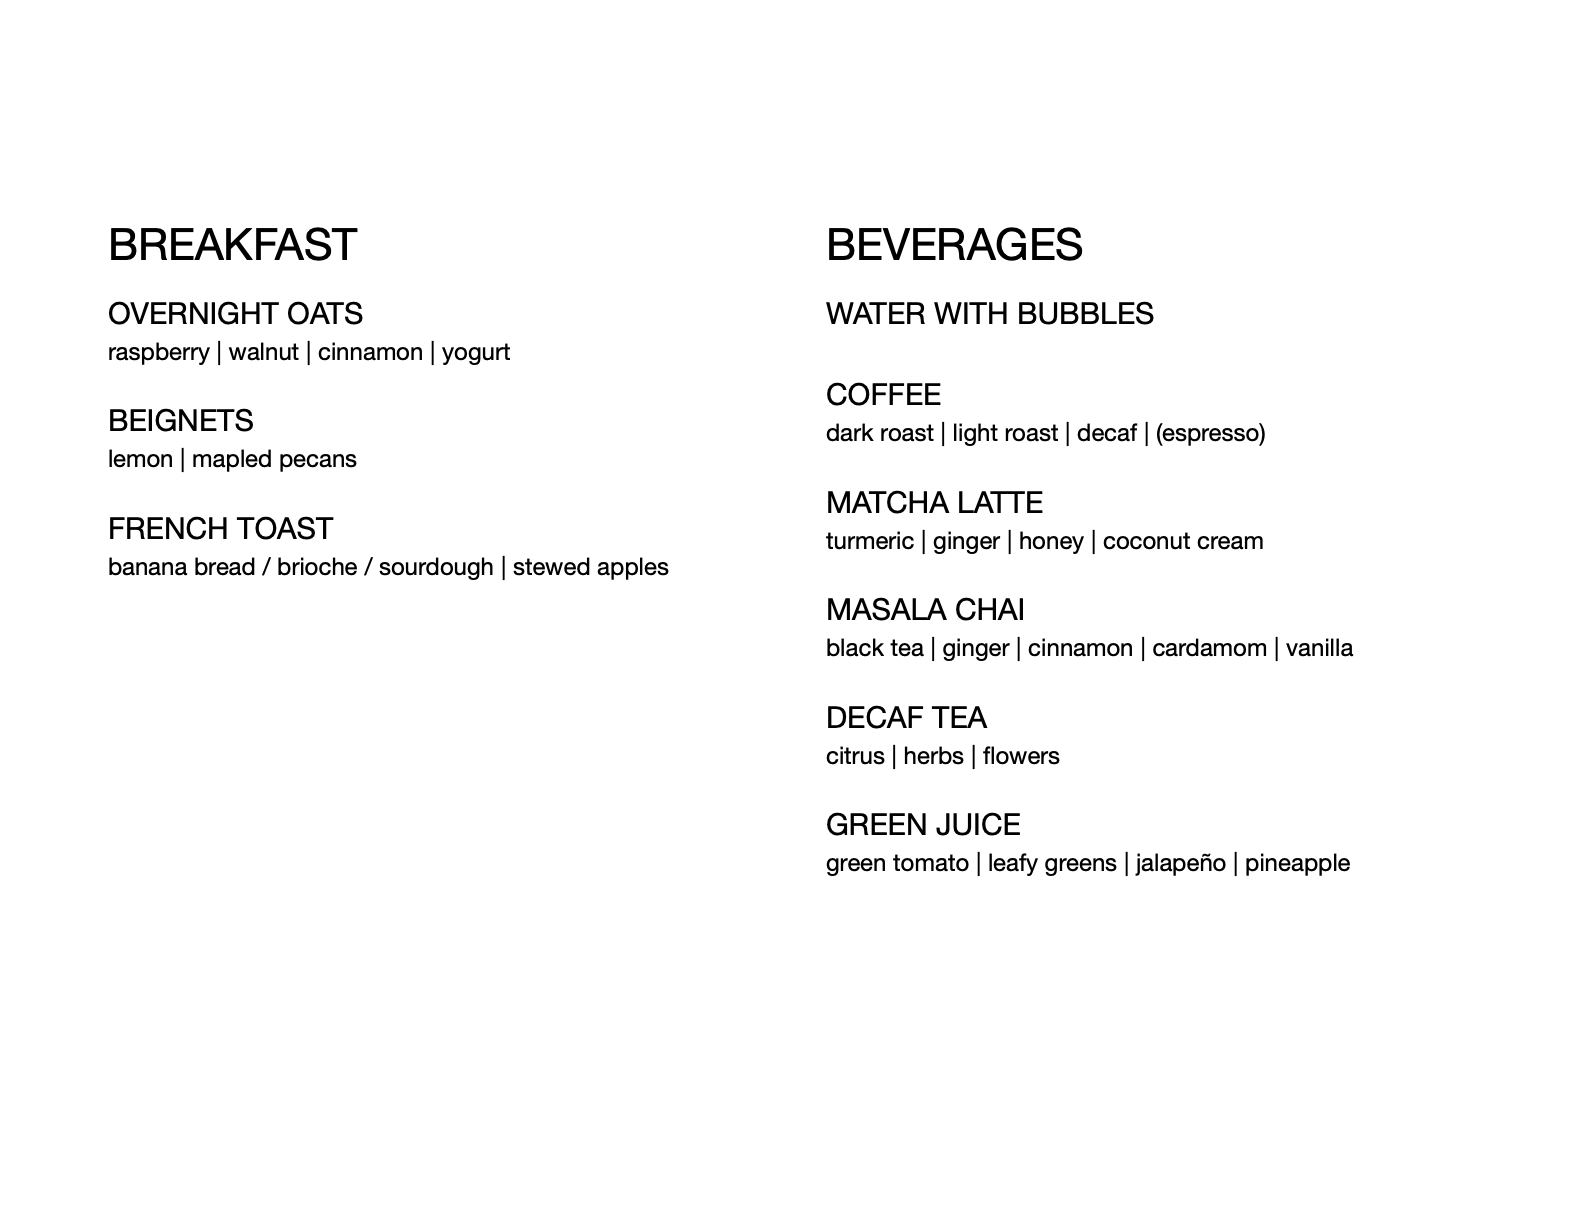 BREAKFAST
OVERNIGHT OATS
raspberry | walnut | cinnamon | yogurt
BEIGNETS
lemon | mapled pecans
FRENCH TOAST
banana bread / brioche / sourdough | stewed apples
BEVERAGES
WATER WITH BUBBLES
COFFEE
dark roast | light roast | decaf | (espresso)
MATCHA LATTE
turmeric | ginger | honey | coconut cream
MASALA CHAI
black tea | ginger | cinnamon | cardamom | vanilla
DECAF TEA
citrus | herbs | flowers
GREEN JUICE
green tomato | leafy greens | jalapeño | pineapple